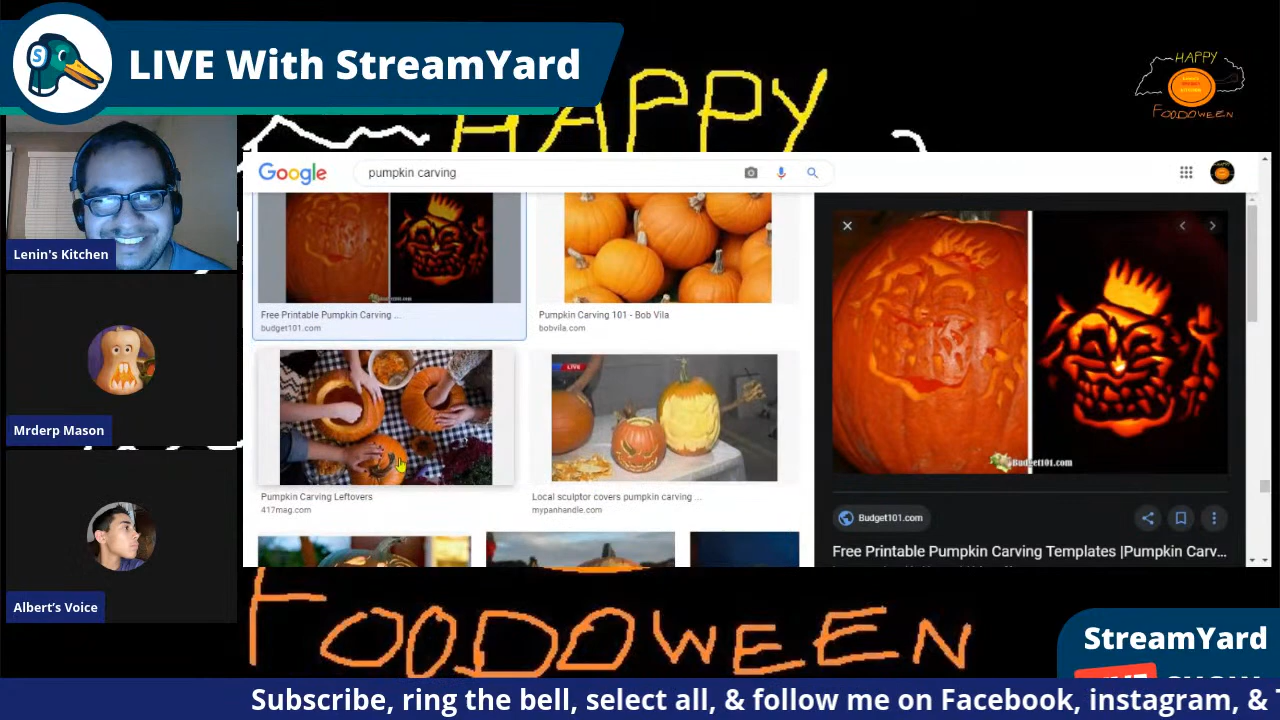 LIVE With StreamYard
HAPPY
HAPPY
FOODOWEEN
Google
pumpkin carving
Lenin's Kitchen
Mrderp Mason
Albert's Voice
Free Printable Pumpkin Carving ...
budget101.com
Pumpkin Carving 101 - Bob Vila
bobvila.com
LIVE
Pumpkin Carving Leftovers
417mag.com
Local sculptor covers pumpkin carving ...
mypanhandle.com
Budget101.com
Budget101.com
Free Printable Pumpkin Carving Templates |Pumpkin Carv...
FOODOWEEN
StreamYard
Subscribe, ring the bell, select all, & follow me on Facebook, instagram, &